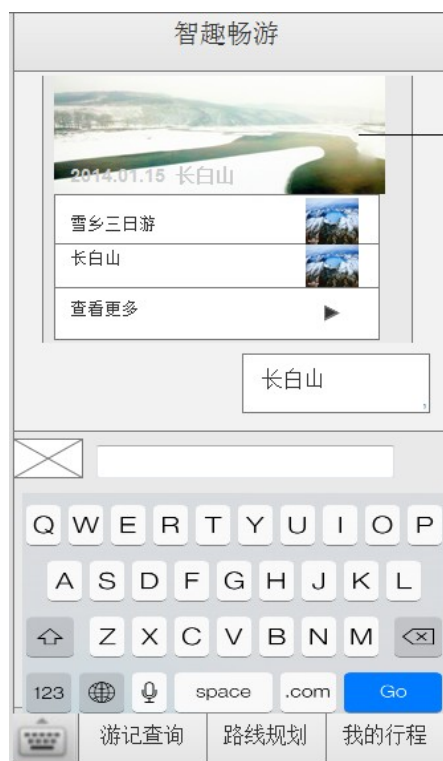 智趣畅游
2014.01.15 长白山
雪乡三日游
长白山
查看更多
长白山
Q W E R T Y U I O P
A S D F G H J K L
Z X C V B N M
123 space .com Go
游记查询 路线规划 我的行程